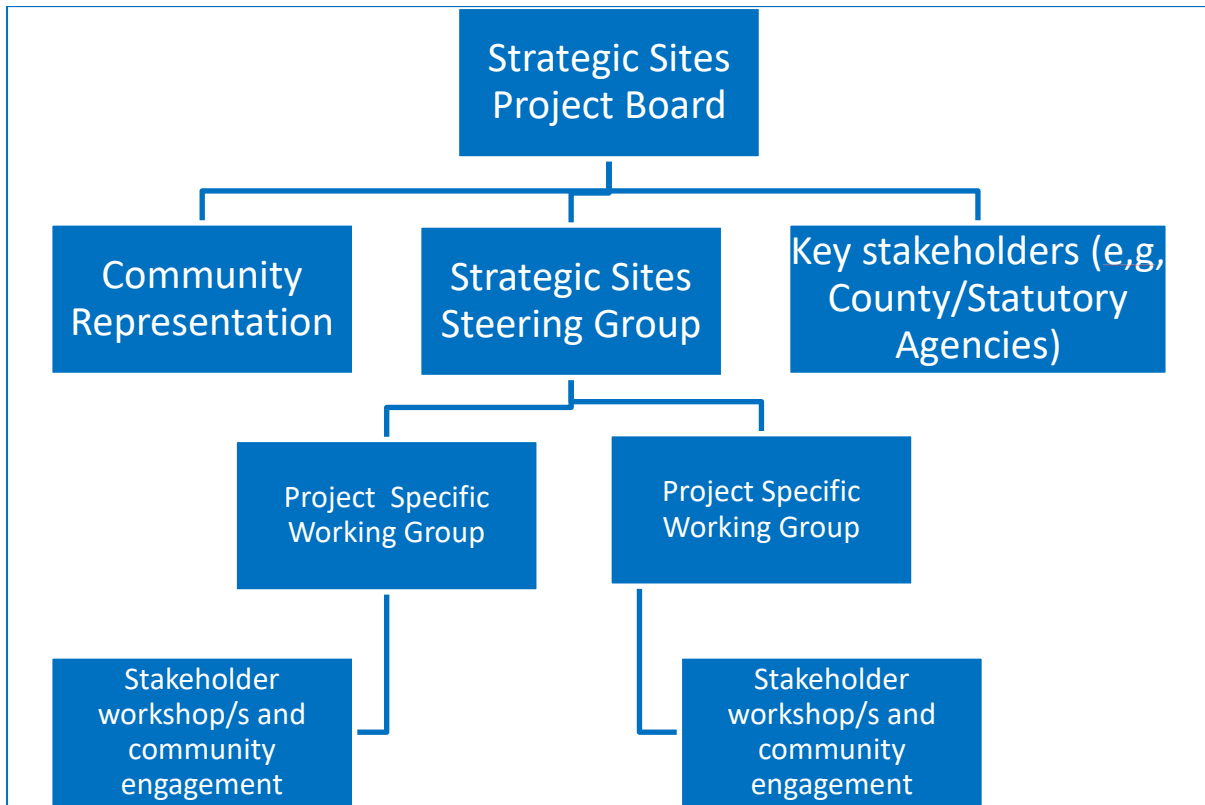 Strategic Sites
Project Board
Community
Representation
Strategic Sites
Steering Group
Key stakeholders (e,g,
County/Statutory
Agencies)
Project  Specific
Working Group
Project Specific
Working Group
Stakeholder
workshop/s and
community
engagement
Stakeholder
workshop/s and
community
engagement